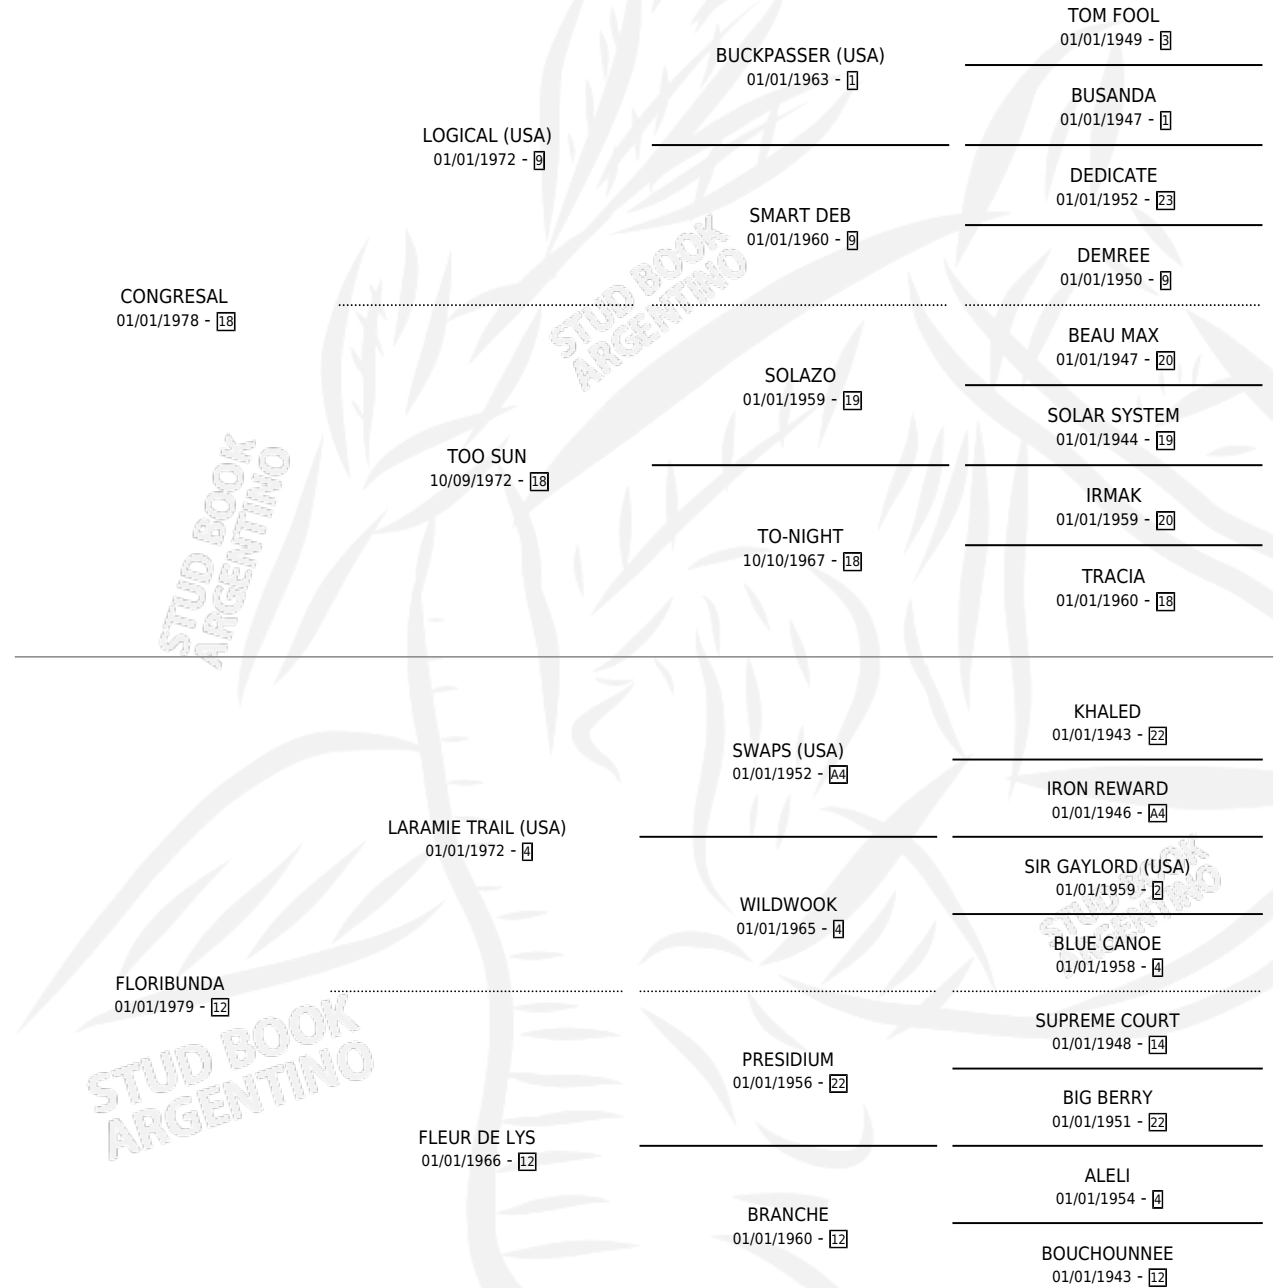 TOM FOOL
01/01/1949 - 3
BUCKPASSER (USA)
01/01/1963 - 1
BUSANDA
01/01/1947 - 1
LOGICAL (USA)
01/01/1972 - 9
DEDICATE
01/01/1952 - 23
SMART DEB
01/01/1960 - 9
DEMREE
01/01/1950 - 9
CONGRESAL
01/01/1978 - 18
STUD BOOK
ARGENTINO
BEAU MAX
01/01/1947 - 20
SOLAZO
01/01/1959 - 19
SOLAR SYSTEM
01/01/1944 - 19
TOO SUN
10/09/1972 - 18
IRMAK
01/01/1959 - 20
TO-NIGHT
10/10/1967 - 18
TRACIA
01/01/1960 - 18
STUD BOOK
ARGENTINO
KHALED
01/01/1943 - 22
SWAPS (USA)
01/01/1952 - A4
IRON REWARD
01/01/1946 - A4
LARAMIE TRAIL (USA)
01/01/1972 - 4
SIR GAYLORD (USA)
01/01/1959 - 2
WILDWOOK
01/01/1965 - 4
BLUE CANOE
01/01/1958 - 4
STUD BOOK
ARGENTINO
FLORIBUNDA
01/01/1979 - 12
SUPREME COURT
01/01/1948 - 14
PRESIDIUM
01/01/1956 - 22
BIG BERRY
01/01/1951 - 22
STUD BOOK
ARGENTINO
FLEUR DE LYS
01/01/1966 - 12
ALELI
01/01/1954 - 4
BRANCHE
01/01/1960 - 12
BOUCHOUNNEE
01/01/1943 - 12